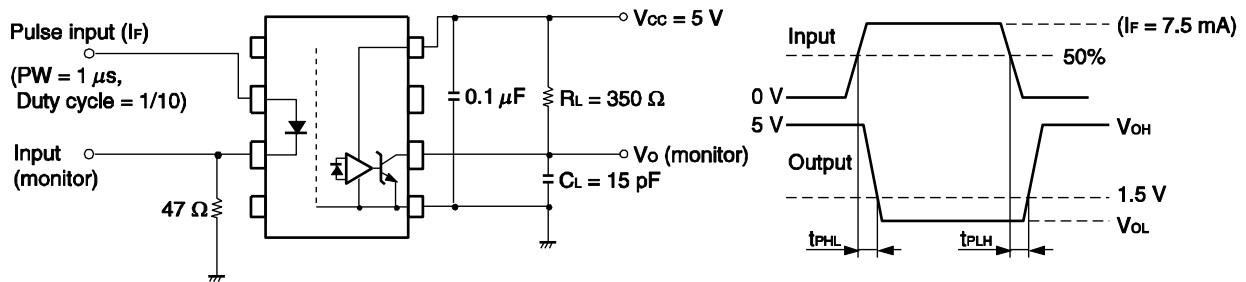 Pulse input (IF)
(PW = 1 μs,
Duty cycle = 1/10)
Input
(monitor)
47 Ω
VCC = 5 V
0.1 μF
RL = 350 Ω
VO (monitor)
CL = 15 pF
Input
(IF = 7.5 mA)
50%
0 V
5 V
VOH
Output
1.5 V
VOL
tPHL
tPLH